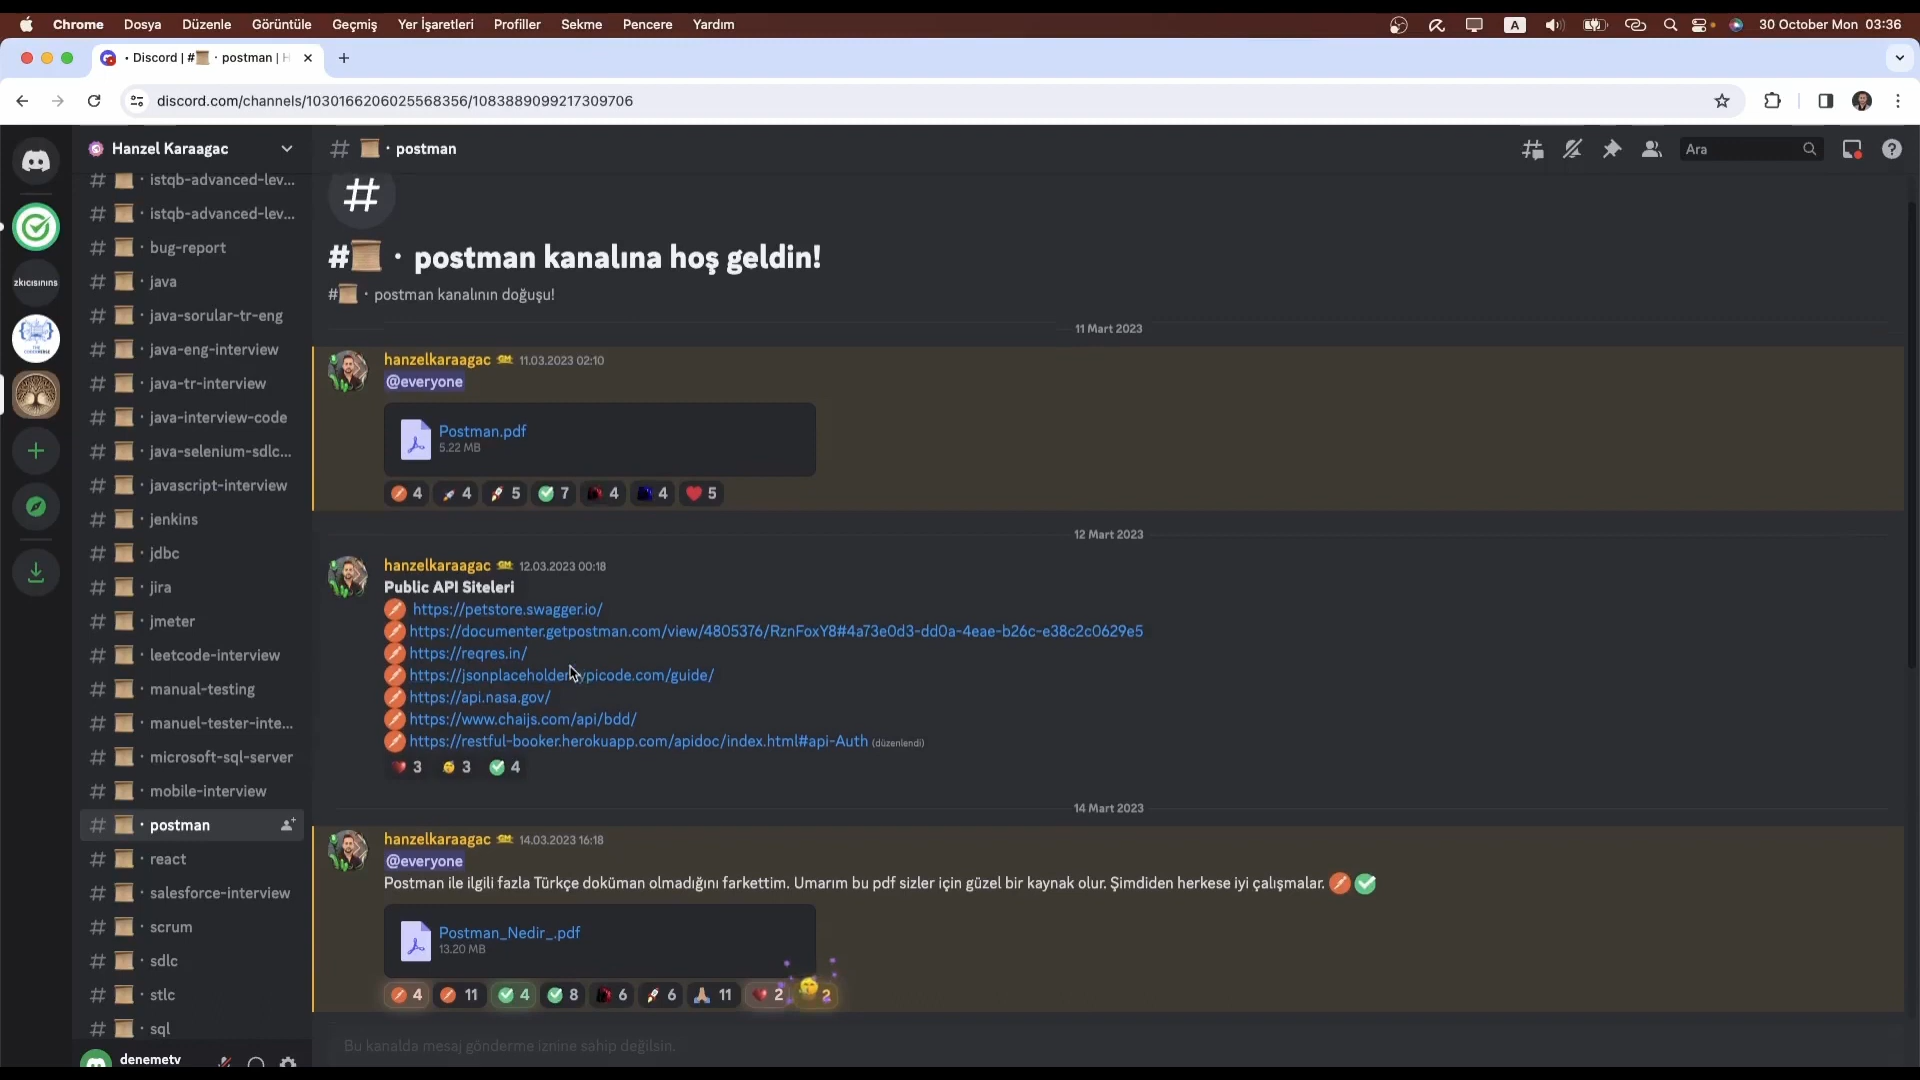 Chrome Dosya Düzenle Görüntüle Geçmiş Yer İşaretleri Profiller Sekme Pencere Yardım
A 30 October Mon 03:36
• Discord | # · postman | H
discord.com/channels/1030166206025568356/1083889099217309706
Hanzel Karaagac
# · postman
Ara
zkıcısınıns
# · istqb-advanced-lev...
# · istqb-advanced-lev...
# · bug-report
# · java
# · java-sorular-tr-eng
# · java-eng-interview
# · java-tr-interview
# · java-interview-code
# · java-selenium-sdlc...
# · javascript-interview
# · jenkins
# · jdbc
# · jira
# · jmeter
# · leetcode-interview
# · manual-testing
# · manuel-tester-inte...
# · microsoft-sql-server
# · mobile-interview
# · postman
# · react
# · salesforce-interview
# · scrum
# · sdlc
# · stlc
# · sql
denemetv
#
# · postman kanalına hoş geldin!
# · postman kanalının doğuşu!
11 Mart 2023
hanzelkaraagac 11.03.2023 02:10
@everyone
Postman.pdf
5.22 MB
4 4 5 7 4 4 5
12 Mart 2023
hanzelkaraagac 12.03.2023 00:18
Public API Siteleri
https://petstore.swagger.io/
https://documenter.getpostman.com/view/4805376/RznFoxY8#4a73e0d3-dd0a-4eae-b26c-e38c2c0629e5
https://reqres.in/
https://jsonplaceholder.typicode.com/guide/
https://api.nasa.gov/
https://www.chaijs.com/api/bdd/
https://restful-booker.herokuapp.com/apidoc/index.html#api-Auth (düzenlendi)
3 3 4
14 Mart 2023
hanzelkaraagac 14.03.2023 16:18
@everyone
Postman ile ilgili fazla Türkçe doküman olmadığını farkettim. Umarım bu pdf sizler için güzel bir kaynak olur. Şimdiden herkese iyi çalışmalar.
Postman_Nedir_.pdf
13.20 MB
4 11 4 8 6 6 11 2 2
Bu kanalda mesaj gönderme iznine sahip değilsin.